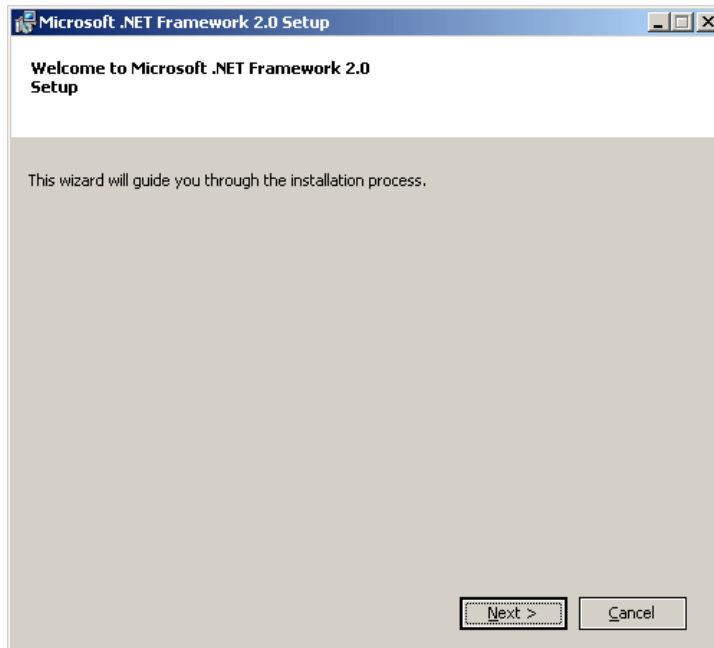 Microsoft .NET Framework 2.0 Setup
Welcome to Microsoft .NET Framework 2.0
Setup
This wizard will guide you through the installation process.
Next >
Cancel